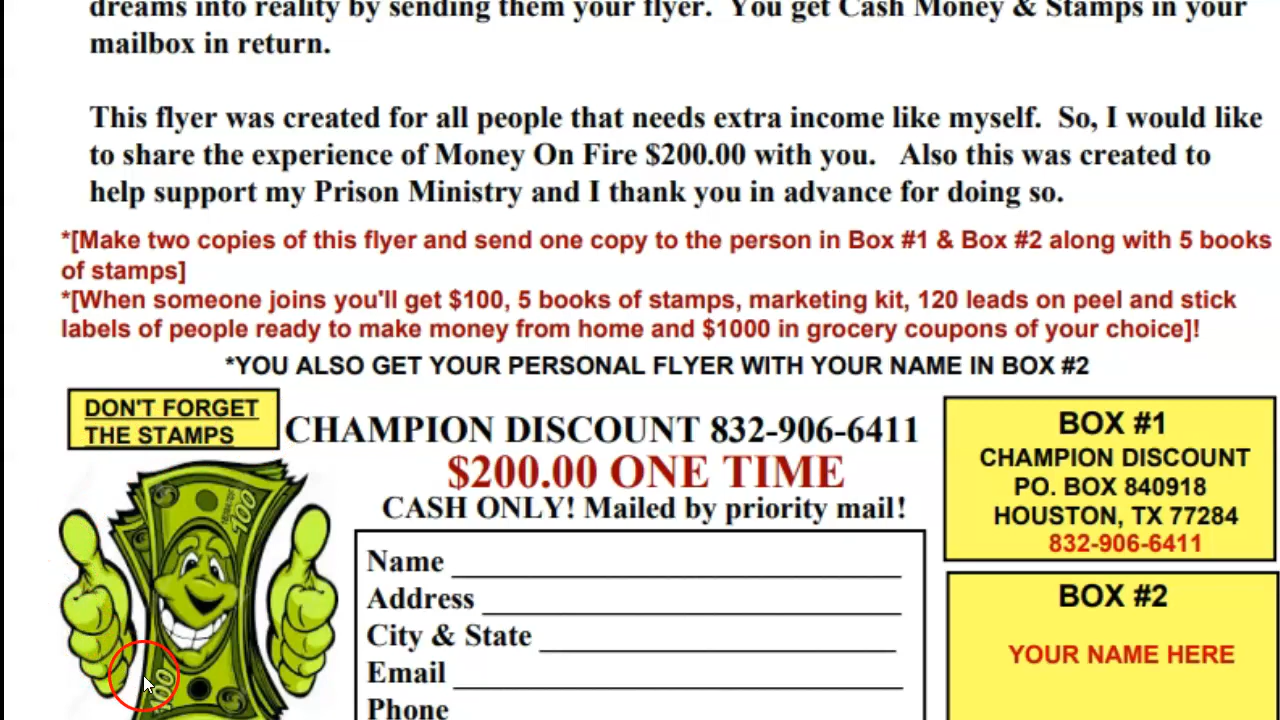 dreams into reality by sending them your flyer. You get Cash Money & Stamps in your
mailbox in return.
This flyer was created for all people that needs extra income like myself. So, I would like
to share the experience of Money On Fire $200.00 with you. Also this was created to
help support my Prison Ministry and I thank you in advance for doing so.
*[Make two copies of this flyer and send one copy to the person in Box #1 & Box #2 along with 5 books
of stamps]
*[When someone joins you'll get $100, 5 books of stamps, marketing kit, 120 leads on peel and stick
labels of people ready to make money from home and $1000 in grocery coupons of your choice]!
*YOU ALSO GET YOUR PERSONAL FLYER WITH YOUR NAME IN BOX #2
DON'T FORGET
THE STAMPS
CHAMPION DISCOUNT 832-906-6411
$200.00 ONE TIME
CASH ONLY! Mailed by priority mail!
Name
Address
City & State
Email
Phone
BOX #1
CHAMPION DISCOUNT
PO. BOX 840918
HOUSTON, TX 77284
832-906-6411
BOX #2
YOUR NAME HERE
100
100